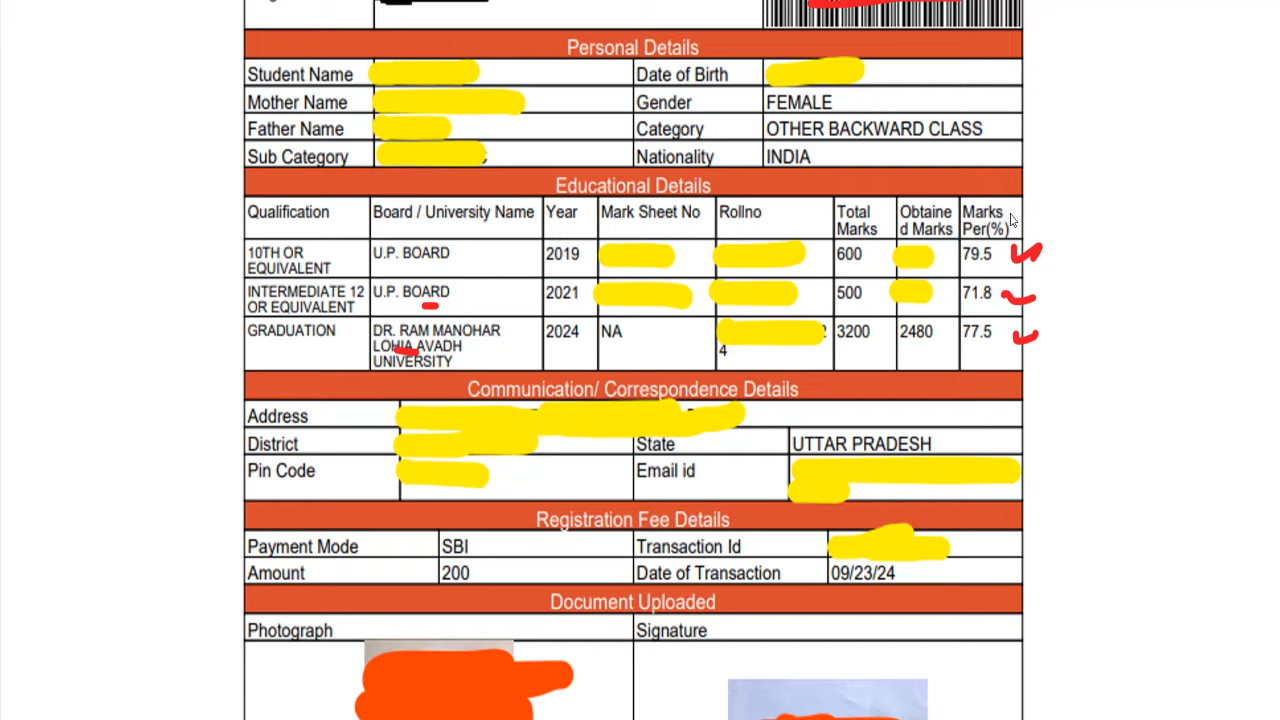 Personal Details
Student Name Date of Birth
Mother Name Gender FEMALE
Father Name Category OTHER BACKWARD CLASS
Sub Category Nationality INDIA
Educational Details
Qualification Board / University Name Year Mark Sheet No Rollno Total Obtaine Marks
Marks d Marks Per(%)
10TH OR U.P. BOARD 2019 600 79.5
EQUIVALENT
INTERMEDIATE 12 U.P. BOARD 2021 500 71.8
OR EQUIVALENT
GRADUATION DR. RAM MANOHAR 2024 NA 3200 2480 77.5
LOHIA AVADH 4
UNIVERSITY
Communication/ Correspondence Details
Address
District State UTTAR PRADESH
Pin Code Email id
Registration Fee Details
Payment Mode SBI Transaction Id
Amount 200 Date of Transaction 09/23/24
Document Uploaded
Photograph Signature